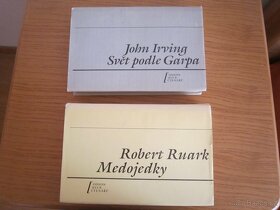 John Irving
Svět podle Garpa
Robert Ruark
Medojedky